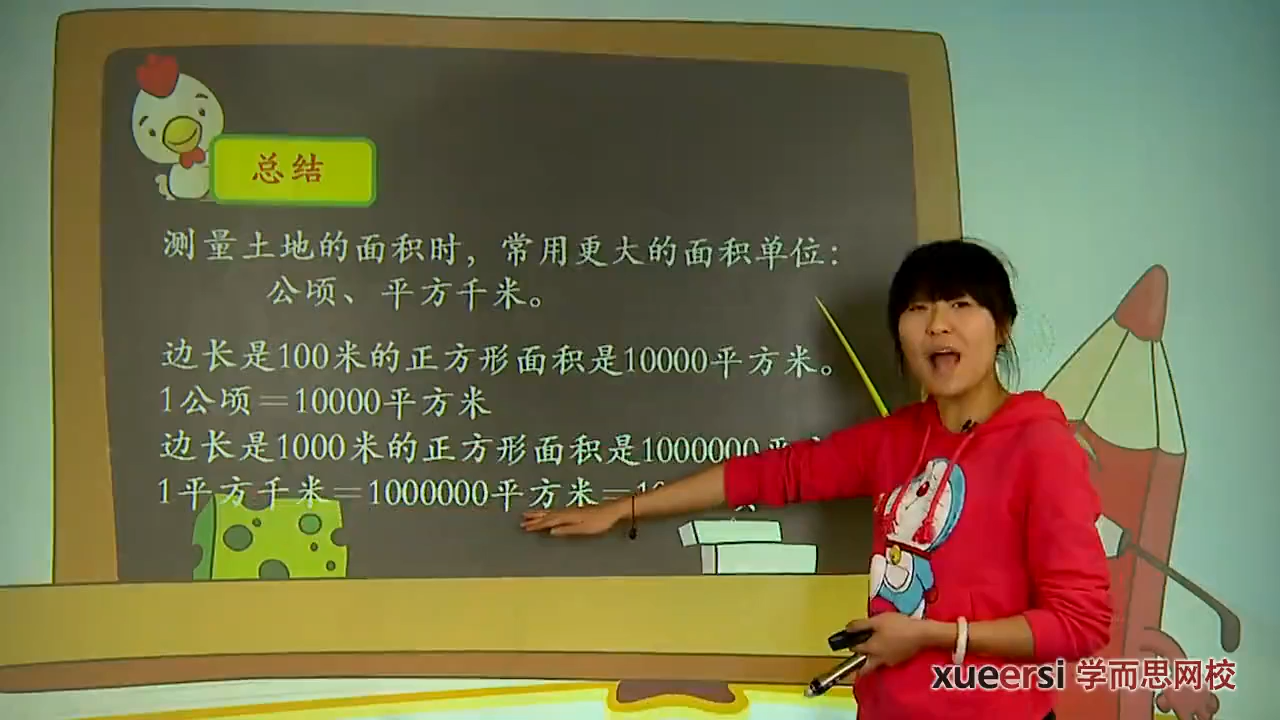 总结
测量土地的面积时，常用更大的面积单位：
公顷、平方千米。
边长是100米的正方形面积是10000平方米。
1公顷＝10000平方米
边长是1000米的正方形面积是1000000平
1平方千米＝1000000平方米＝1
xueersi 学而思网校